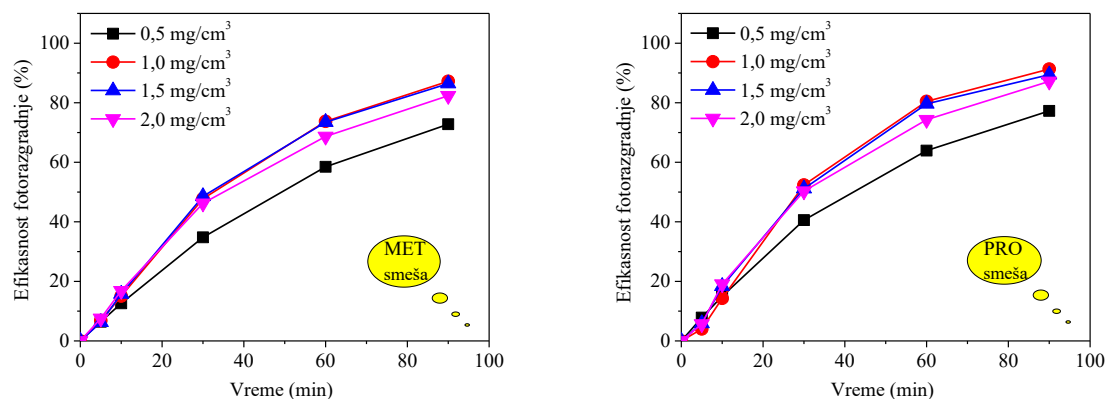 Efikasnost fotorazgradnje (%)
100
80
60
40
20
0
0,5 mg/cm³
1,0 mg/cm³
1,5 mg/cm³
2,0 mg/cm³
MET
smeša
0 20 40 60 80 100
Vreme (min)
Efikasnost fotorazgradnje (%)
100
80
60
40
20
0
0,5 mg/cm³
1,0 mg/cm³
1,5 mg/cm³
2,0 mg/cm³
PRO
smeša
0 20 40 60 80 100
Vreme (min)